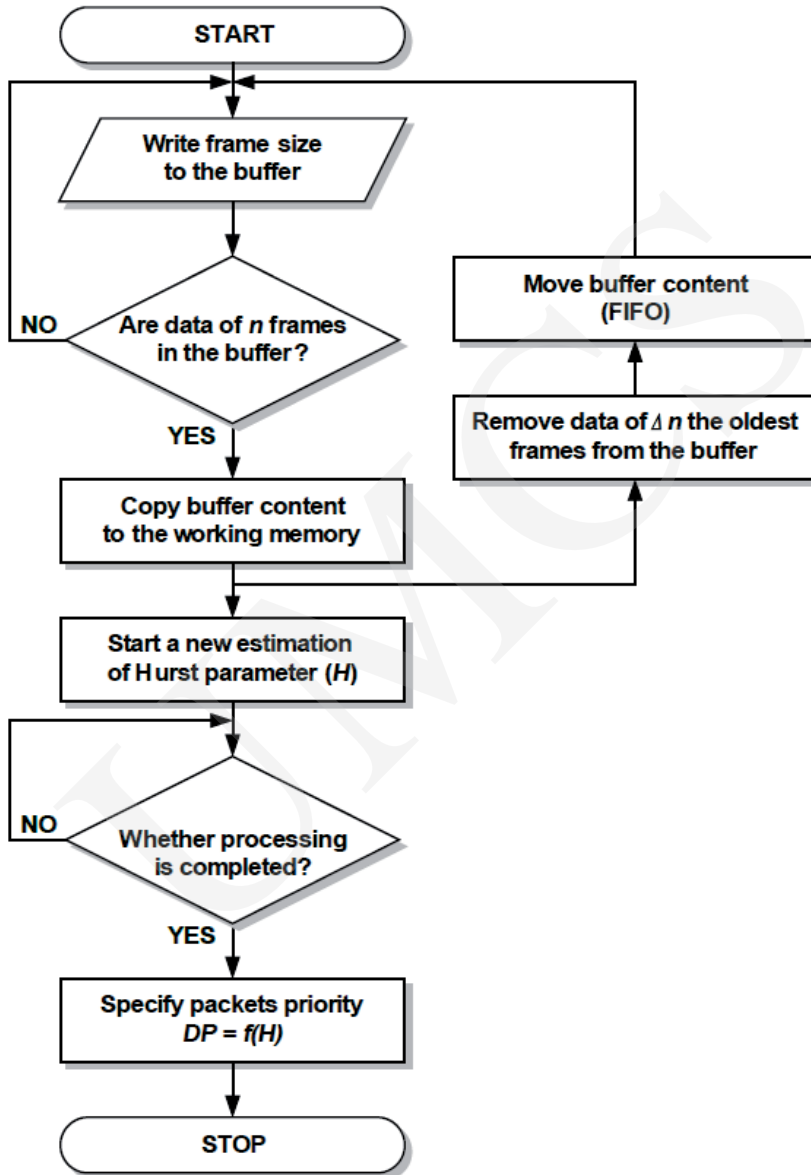 START
Write frame size
to the buffer
Are data of n frames
in the buffer?
NO
YES
Copy buffer content
to the working memory
Move buffer content
(FIFO)
Remove data of Δ n the oldest
frames from the buffer
Start a new estimation
of Hurst parameter (H)
NO
Whether processing
is completed?
YES
Specify packets priority
DP = f(H)
STOP
UMCS